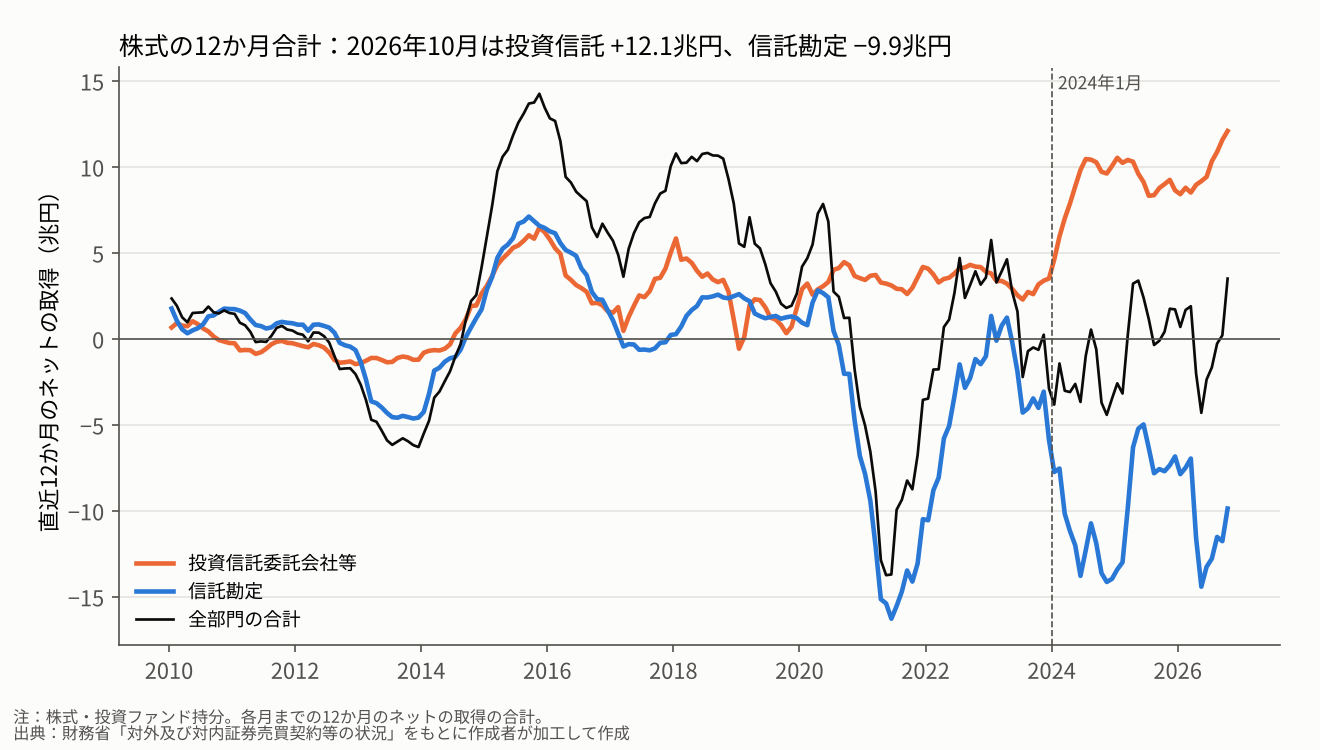 株式の12か月合計：2026年10月は投資信託 +12.1兆円、信託勘定 −9.9兆円
直近12か月のネットの取得（兆円）
15
10
5
0
−5
−10
−15
2024年1月
投資信託委託会社等
信託勘定
全部門の合計
2010 2012 2014 2016 2018 2020 2022 2024 2026
注：株式・投資ファンド持分。各月までの12か月のネットの取得の合計。
出典：財務省「対外及び対内証券売買契約等の状況」をもとに作成者が加工して作成